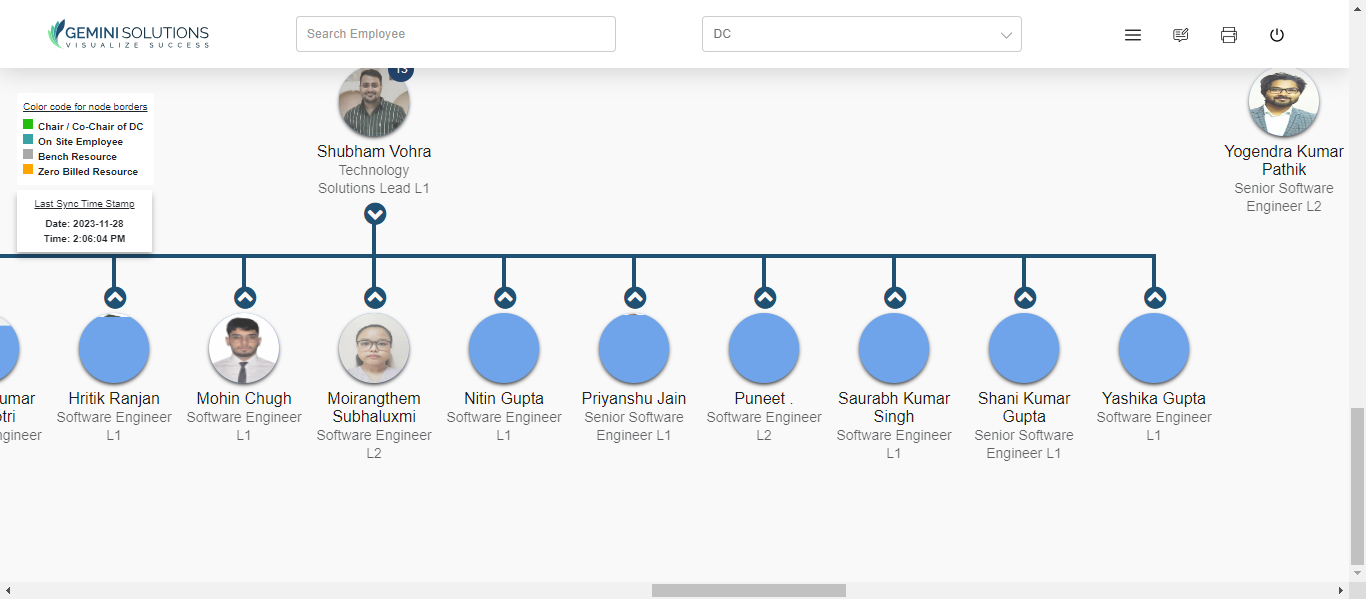 GEMINI SOLUTIONS
VISUALIZE SUCCESS
Search Employee
DC
13
Color code for node borders
Chair / Co-Chair of DC
On Site Employee
Bench Resource
Zero Billed Resource
Last Sync Time Stamp
Date: 2023-11-28
Time: 2:06:04 PM
Shubham Vohra
Technology
Solutions Lead L1
Yogendra Kumar
Pathik
Senior Software
Engineer L2
umar
otri
ngineer
Hritik Ranjan
Software Engineer
L1
Mohin Chugh
Software Engineer
L1
Moirangthem
Subhaluxmi
Software Engineer
L2
Nitin Gupta
Software Engineer
L1
Priyanshu Jain
Senior Software
Engineer L1
Puneet .
Software Engineer
L2
Saurabh Kumar
Singh
Software Engineer
L1
Shani Kumar
Gupta
Senior Software
Engineer L1
Yashika Gupta
Software Engineer
L1